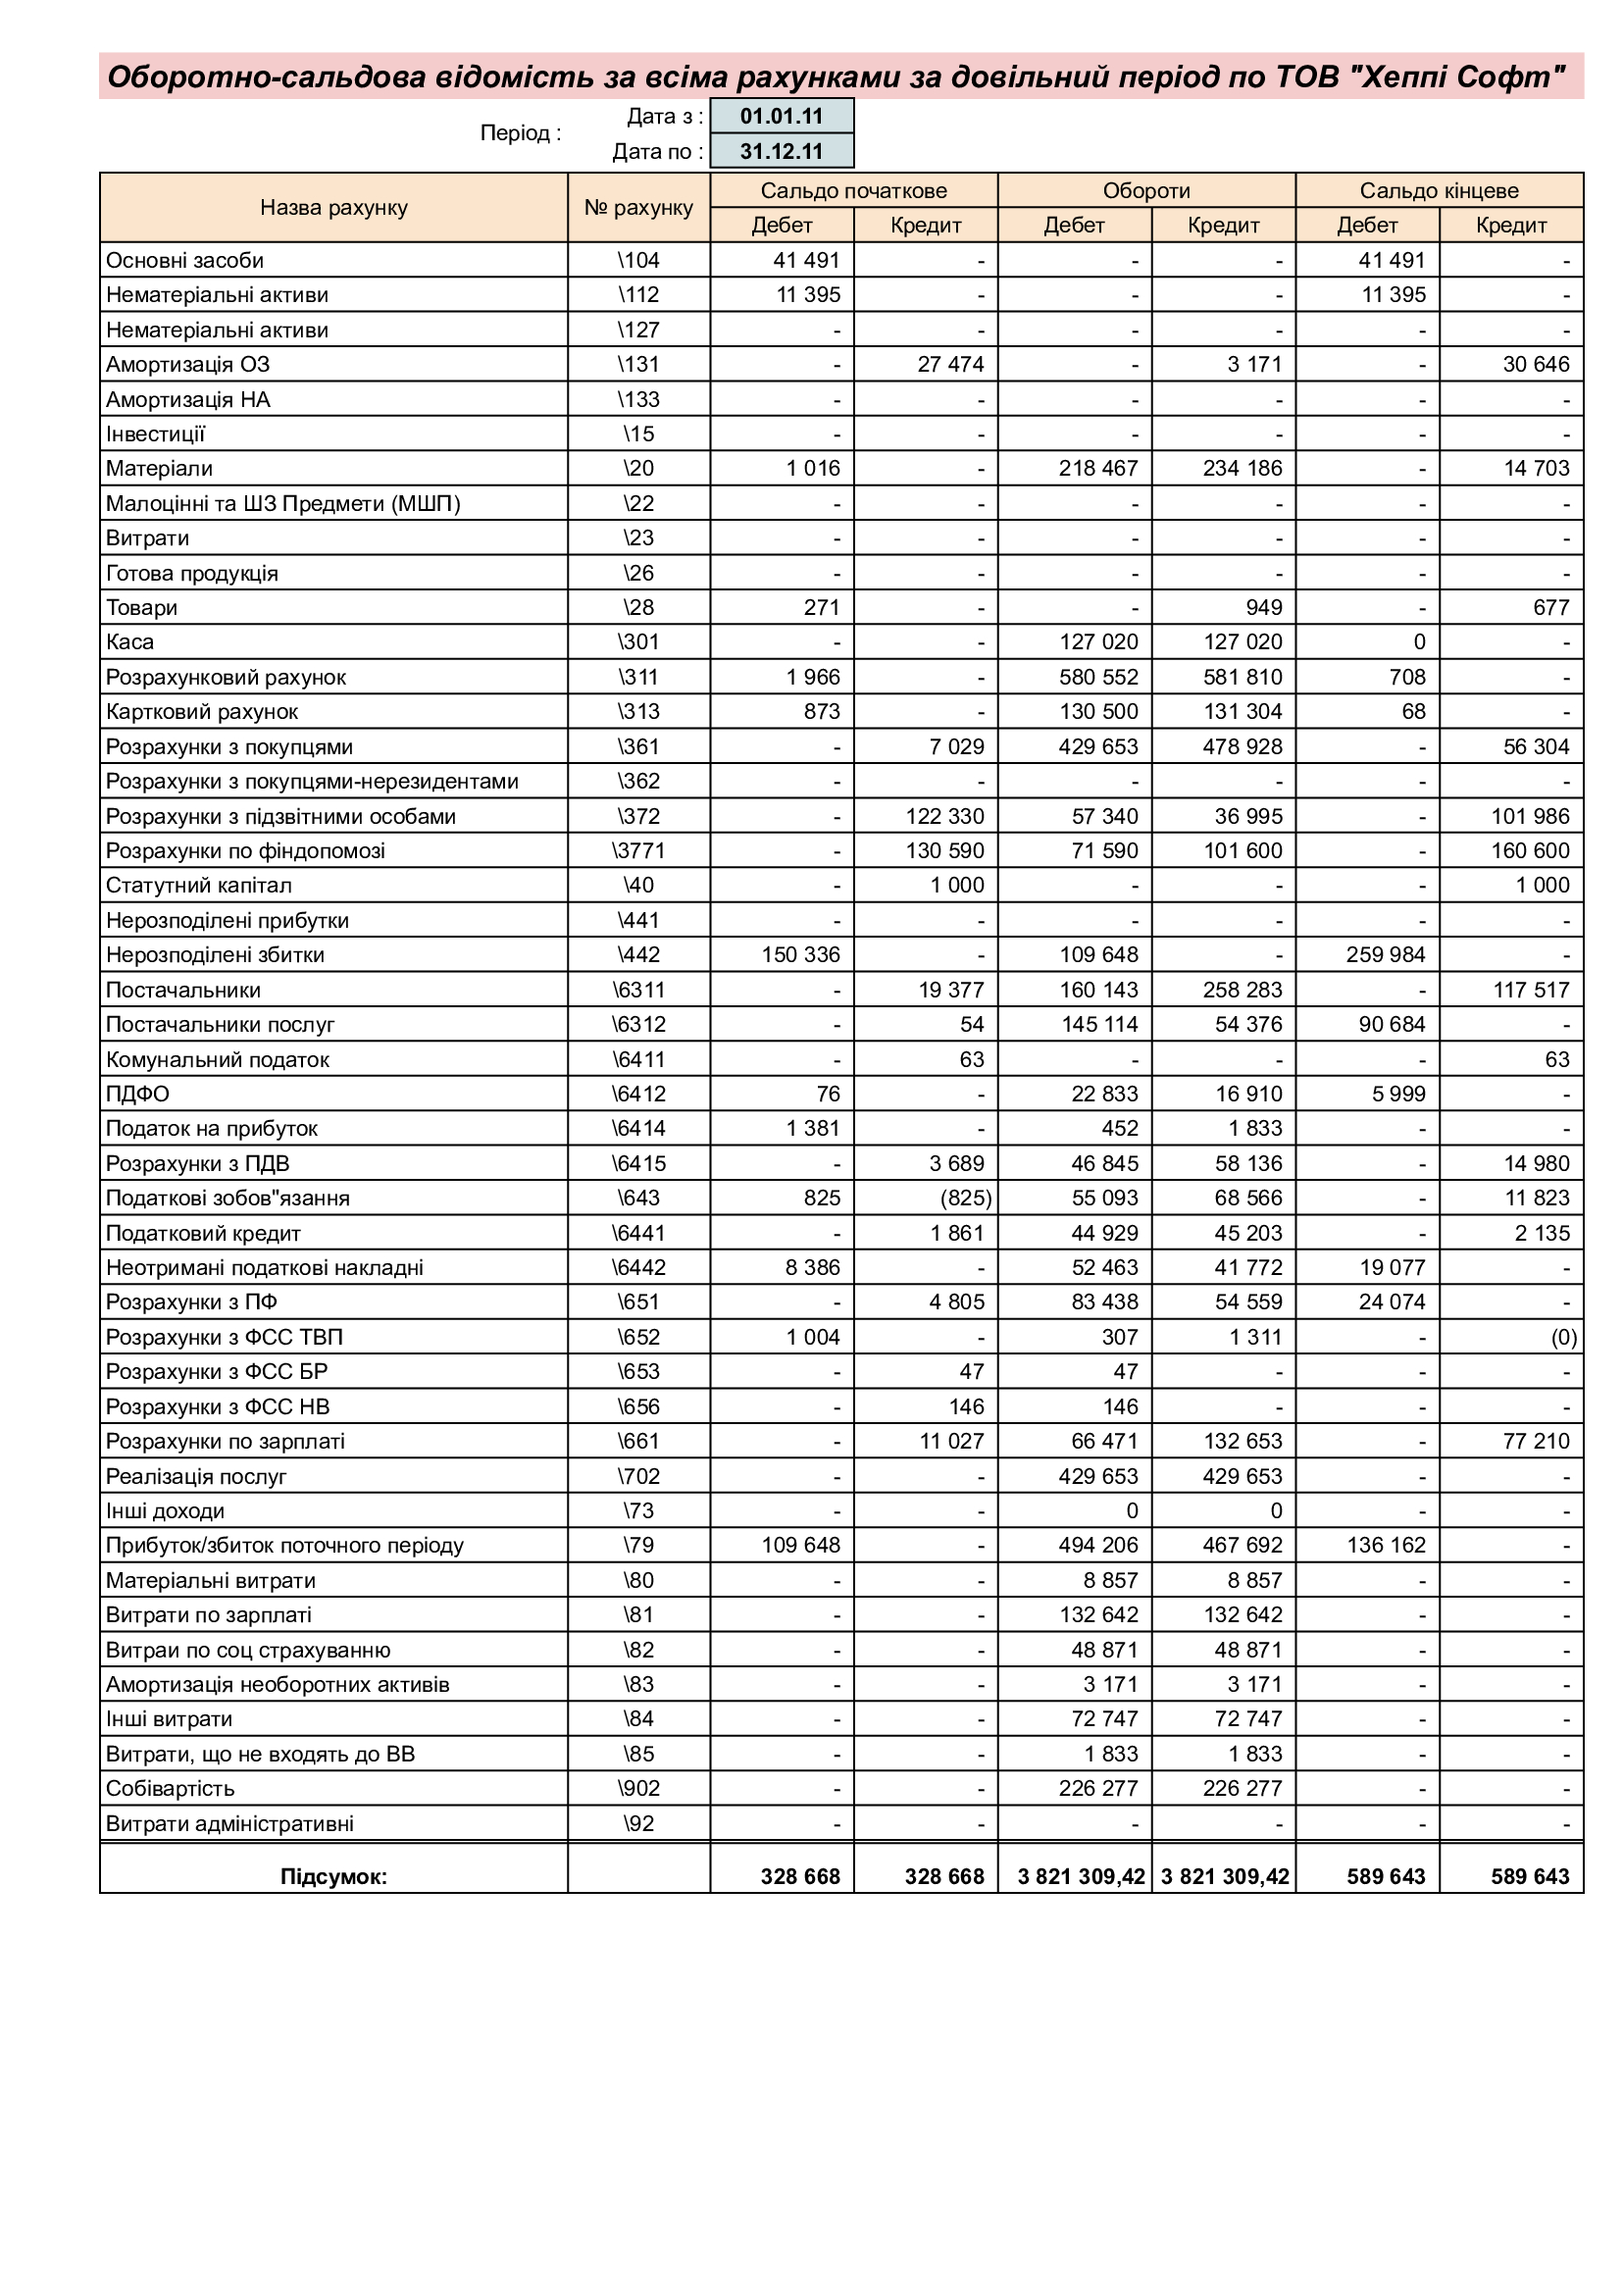 Оборотно-сальдова відомість за всіма рахунками за довільний період по ТОВ "Хеппі Софт"
Період : Дата з : 01.01.11
Дата по : 31.12.11
Назва рахунку № рахунку Сальдо початкове Обороти Сальдо кінцеве
Дебет Кредит Дебет Кредит Дебет Кредит
Основні засоби \104 41 491 - - - 41 491 -
Нематеріальні активи \112 11 395 - - - 11 395 -
Нематеріальні активи \127 - - - - - -
Амортизація ОЗ \131 - 27 474 - 3 171 - 30 646
Амортизація НА \133 - - - - - -
Інвестиції \15 - - - - - -
Матеріали \20 1 016 - 218 467 234 186 - 14 703
Малоцінні та ШЗ Предмети (МШП) \22 - - - - - -
Витрати \23 - - - - - -
Готова продукція \26 - - - - - -
Товари \28 271 - - 949 - 677
Каса \301 - - 127 020 127 020 0 -
Розрахунковий рахунок \311 1 966 - 580 552 581 810 708 -
Картковий рахунок \313 873 - 130 500 131 304 68 -
Розрахунки з покупцями \361 - 7 029 429 653 478 928 - 56 304
Розрахунки з покупцями-нерезидентами \362 - - - - - -
Розрахунки з підзвітними особами \372 - 122 330 57 340 36 995 - 101 986
Розрахунки по фіндопомозі \3771 - 130 590 71 590 101 600 - 160 600
Статутний капітал \40 - 1 000 - - - 1 000
Нерозподілені прибутки \441 - - - - - -
Нерозподілені збитки \442 150 336 - 109 648 - 259 984 -
Постачальники \6311 - 19 377 160 143 258 283 - 117 517
Постачальники послуг \6312 - 54 145 114 54 376 90 684 -
Комунальний податок \6411 - 63 - - - 63
ПДФО \6412 76 - 22 833 16 910 5 999 -
Податок на прибуток \6414 1 381 - 452 1 833 - -
Розрахунки з ПДВ \6415 - 3 689 46 845 58 136 - 14 980
Податкові зобов"язання \643 825 (825) 55 093 68 566 - 11 823
Податковий кредит \6441 - 1 861 44 929 45 203 - 2 135
Неотримані податкові накладні \6442 8 386 - 52 463 41 772 19 077 -
Розрахунки з ПФ \651 - 4 805 83 438 54 559 24 074 -
Розрахунки з ФСС ТВП \652 1 004 - 307 1 311 - (0)
Розрахунки з ФСС БР \653 - 47 47 - - -
Розрахунки з ФСС НВ \656 - 146 146 - - -
Розрахунки по зарплаті \661 - 11 027 66 471 132 653 - 77 210
Реалізація послуг \702 - - 429 653 429 653 - -
Інші доходи \73 - - 0 0 - -
Прибуток/збиток поточного періоду \79 109 648 - 494 206 467 692 136 162 -
Матеріальні витрати \80 - - 8 857 8 857 - -
Витрати по зарплаті \81 - - 132 642 132 642 - -
Витраи по соц страхуванню \82 - - 48 871 48 871 - -
Амортизація необоротних активів \83 - - 3 171 3 171 - -
Інші витрати \84 - - 72 747 72 747 - -
Витрати, що не входять до ВВ \85 - - 1 833 1 833 - -
Собівартість \902 - - 226 277 226 277 - -
Витрати адміністративні \92 - - - - - -
Підсумок: 328 668 328 668 3 821 309,42 3 821 309,42 589 643 589 643